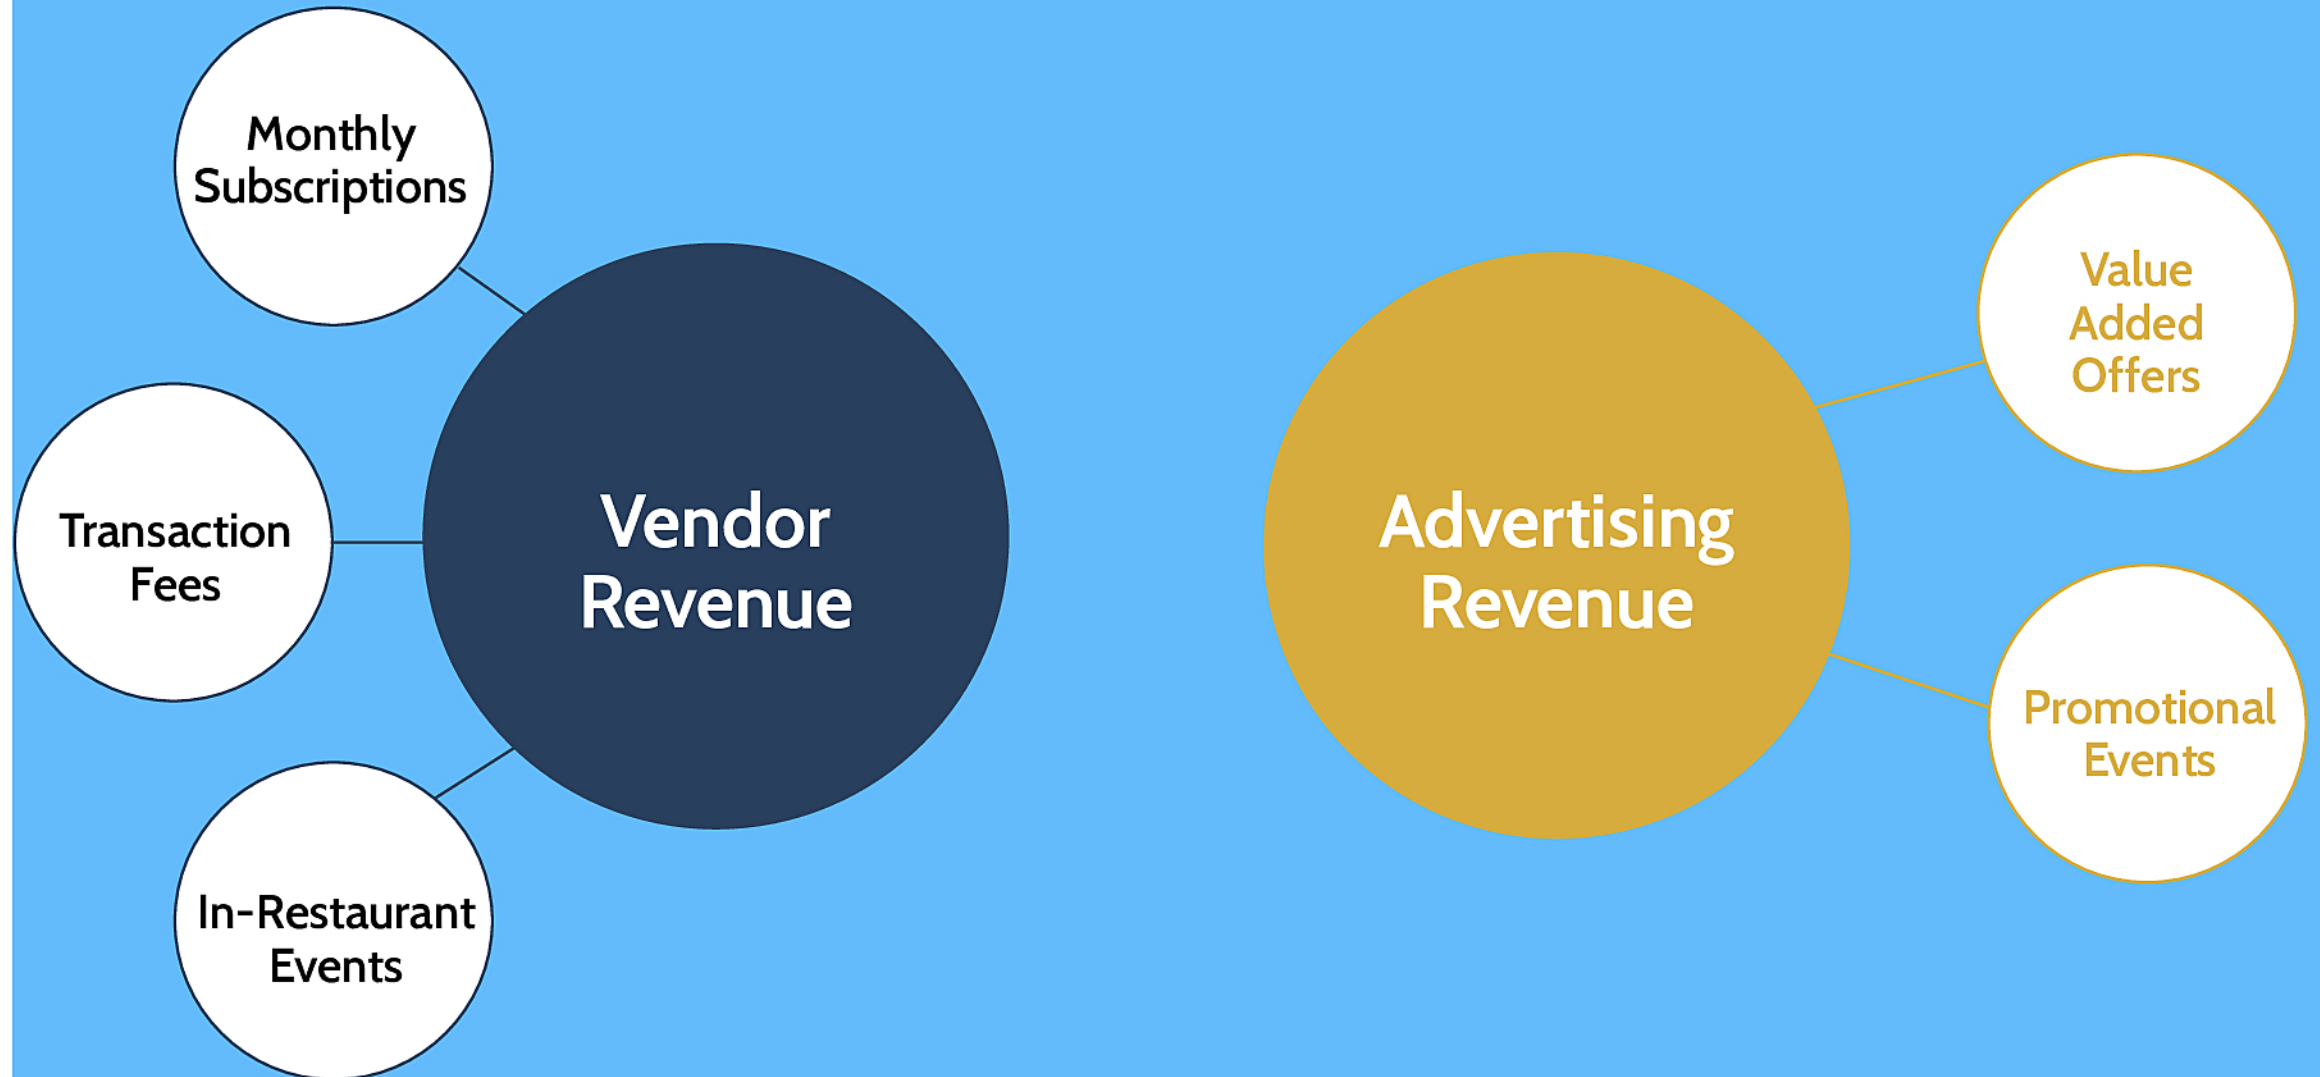 Monthly
Subscriptions
Transaction
Fees
In-Restaurant
Events
Vendor
Revenue
Advertising
Revenue
Value
Added
Offers
Promotional
Events